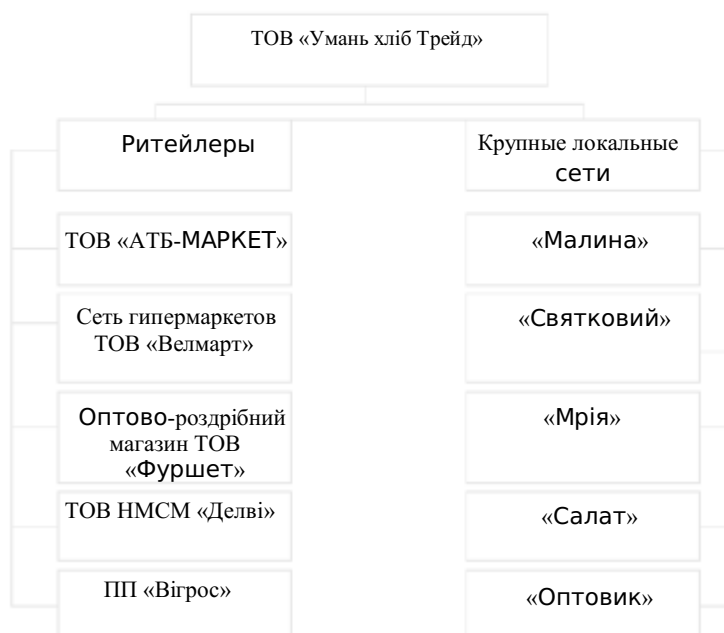 ТОВ «Умань хліб Трейд»
Ритейлеры
Крупные локальные
сети
ТОВ «АТБ-МАРКЕТ»
«Малина»
Сеть гипермаркетов
ТОВ «Велмарт»
«Святковий»
Оптово-роздрібний
магазин ТОВ
«Фуршет»
«Мрія»
ТОВ НМСМ «Делві»
«Салат»
ПП «Вігрос»
«Оптовик»